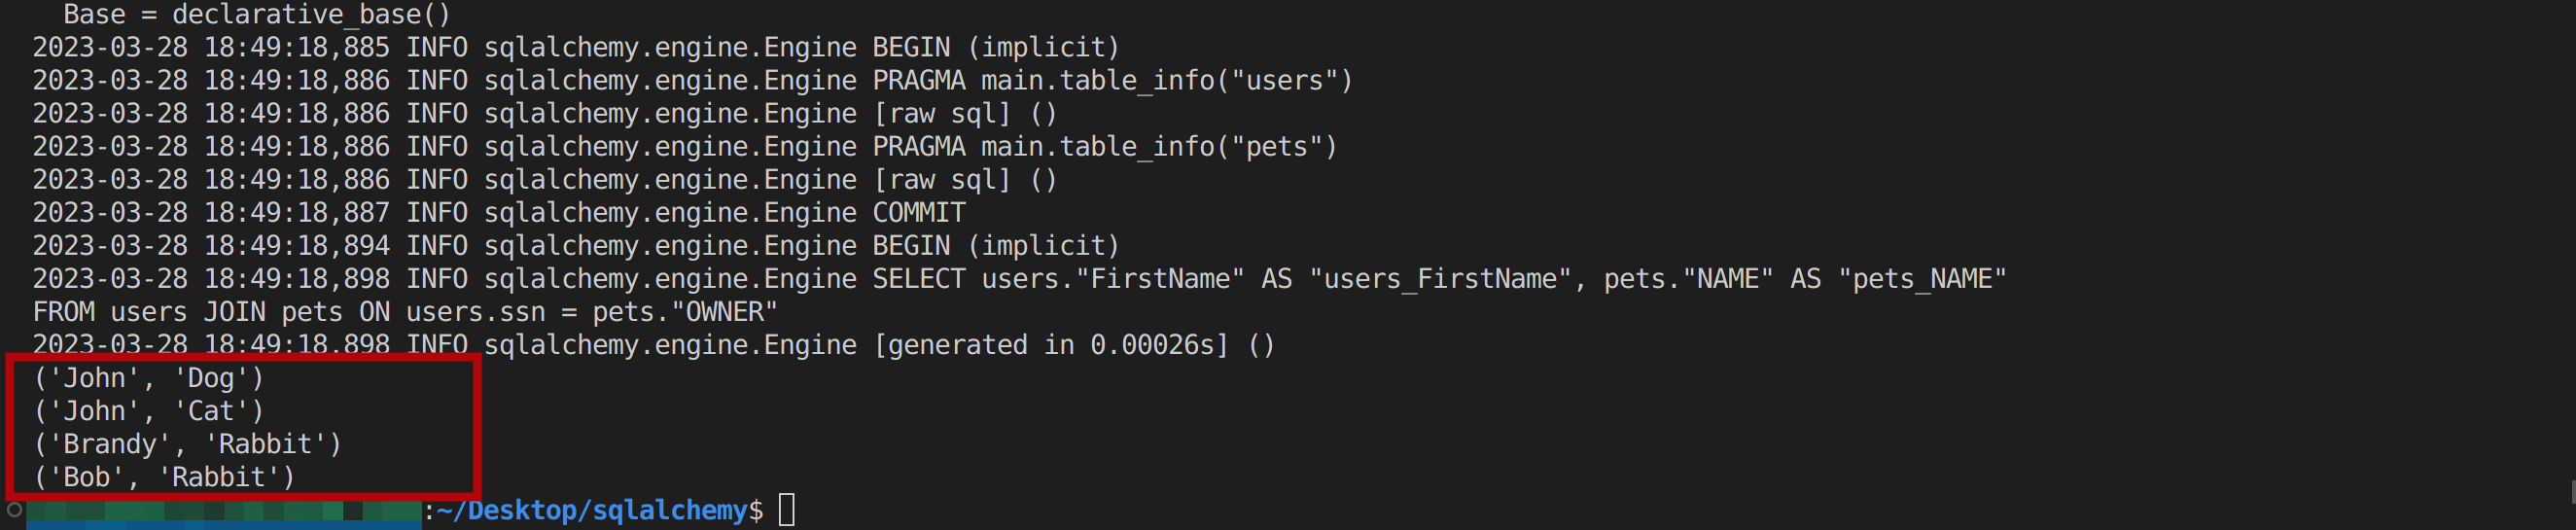 Base = declarative_base()
2023-03-28 18:49:18,885 INFO sqlalchemy.engine.Engine BEGIN (implicit)
2023-03-28 18:49:18,886 INFO sqlalchemy.engine.Engine PRAGMA main.table_info("users")
2023-03-28 18:49:18,886 INFO sqlalchemy.engine.Engine [raw sql] ()
2023-03-28 18:49:18,886 INFO sqlalchemy.engine.Engine PRAGMA main.table_info("pets")
2023-03-28 18:49:18,886 INFO sqlalchemy.engine.Engine [raw sql] ()
2023-03-28 18:49:18,887 INFO sqlalchemy.engine.Engine COMMIT
2023-03-28 18:49:18,894 INFO sqlalchemy.engine.Engine BEGIN (implicit)
2023-03-28 18:49:18,898 INFO sqlalchemy.engine.Engine SELECT users."FirstName" AS "users_FirstName", pets."NAME" AS "pets_NAME"
FROM users JOIN pets ON users.ssn = pets."OWNER"
2023-03-28 18:49:18,898 INFO sqlalchemy.engine.Engine [generated in 0.00026s] ()
('John', 'Dog')
('John', 'Cat')
('Brandy', 'Rabbit')
('Bob', 'Rabbit')
:~/Desktop/sqlalchemy$